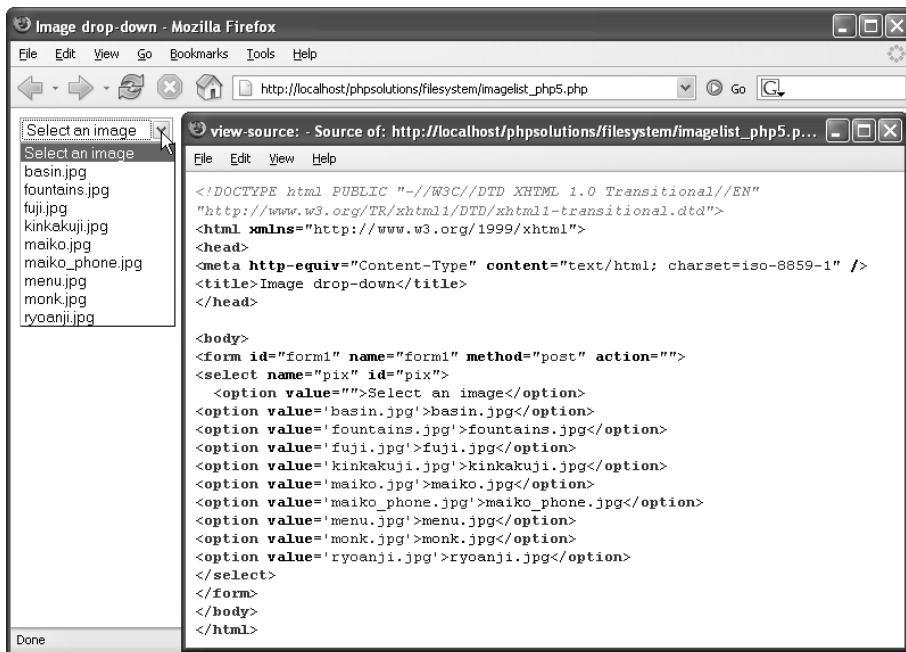 Image drop-down - Mozilla Firefox
File Edit View Go Bookmarks Tools Help
http://localhost/phpsolutions/filesystem/imagelist_php5.php Go G
Select an image
Select an image
basin.jpg
fountains.jpg
fuji.jpg
kinkakuji.jpg
maiko.jpg
maiko_phone.jpg
menu.jpg
monk.jpg
ryoanji.jpg
Done
view-source: - Source of: http://localhost/phpsolutions/filesystem/imagelist_php5.p...
File Edit View Help
<!DOCTYPE html PUBLIC "-//W3C//DTD XHTML 1.0 Transitional//EN"
"http://www.w3.org/TR/xhtml1/DTD/xhtml1-transitional.dtd">
<html xmlns="http://www.w3.org/1999/xhtml">
<head>
<meta http-equiv="Content-Type" content="text/html; charset=iso-8859-1" />
<title>Image drop-down</title>
</head>
<body>
<form id="form1" name="form1" method="post" action="">
<select name="pix" id="pix">
<option value="">Select an image</option>
<option value='basin.jpg'>basin.jpg</option>
<option value='fountains.jpg'>fountains.jpg</option>
<option value='fuji.jpg'>fuji.jpg</option>
<option value='kinkakuji.jpg'>kinkakuji.jpg</option>
<option value='maiko.jpg'>maiko.jpg</option>
<option value='maiko_phone.jpg'>maiko_phone.jpg</option>
<option value='menu.jpg'>menu.jpg</option>
<option value='monk.jpg'>monk.jpg</option>
<option value='ryoanji.jpg'>ryoanji.jpg</option>
</select>
</form>
</body>
</html>